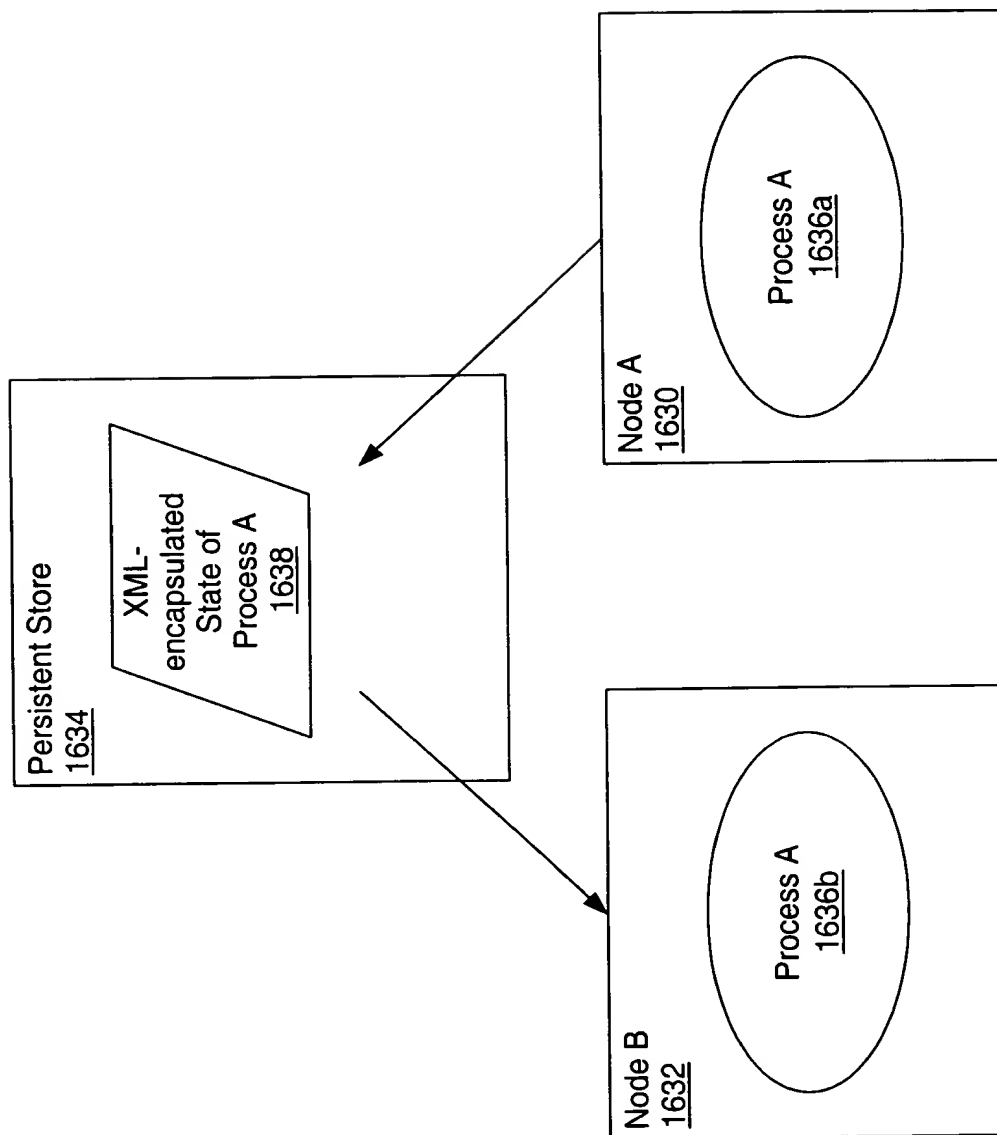 Persistent Store
1634
XML-
encapsulated
State of
Process A
1638
Node A
1630
Process A
1636a
Node B
1632
Process A
1636b